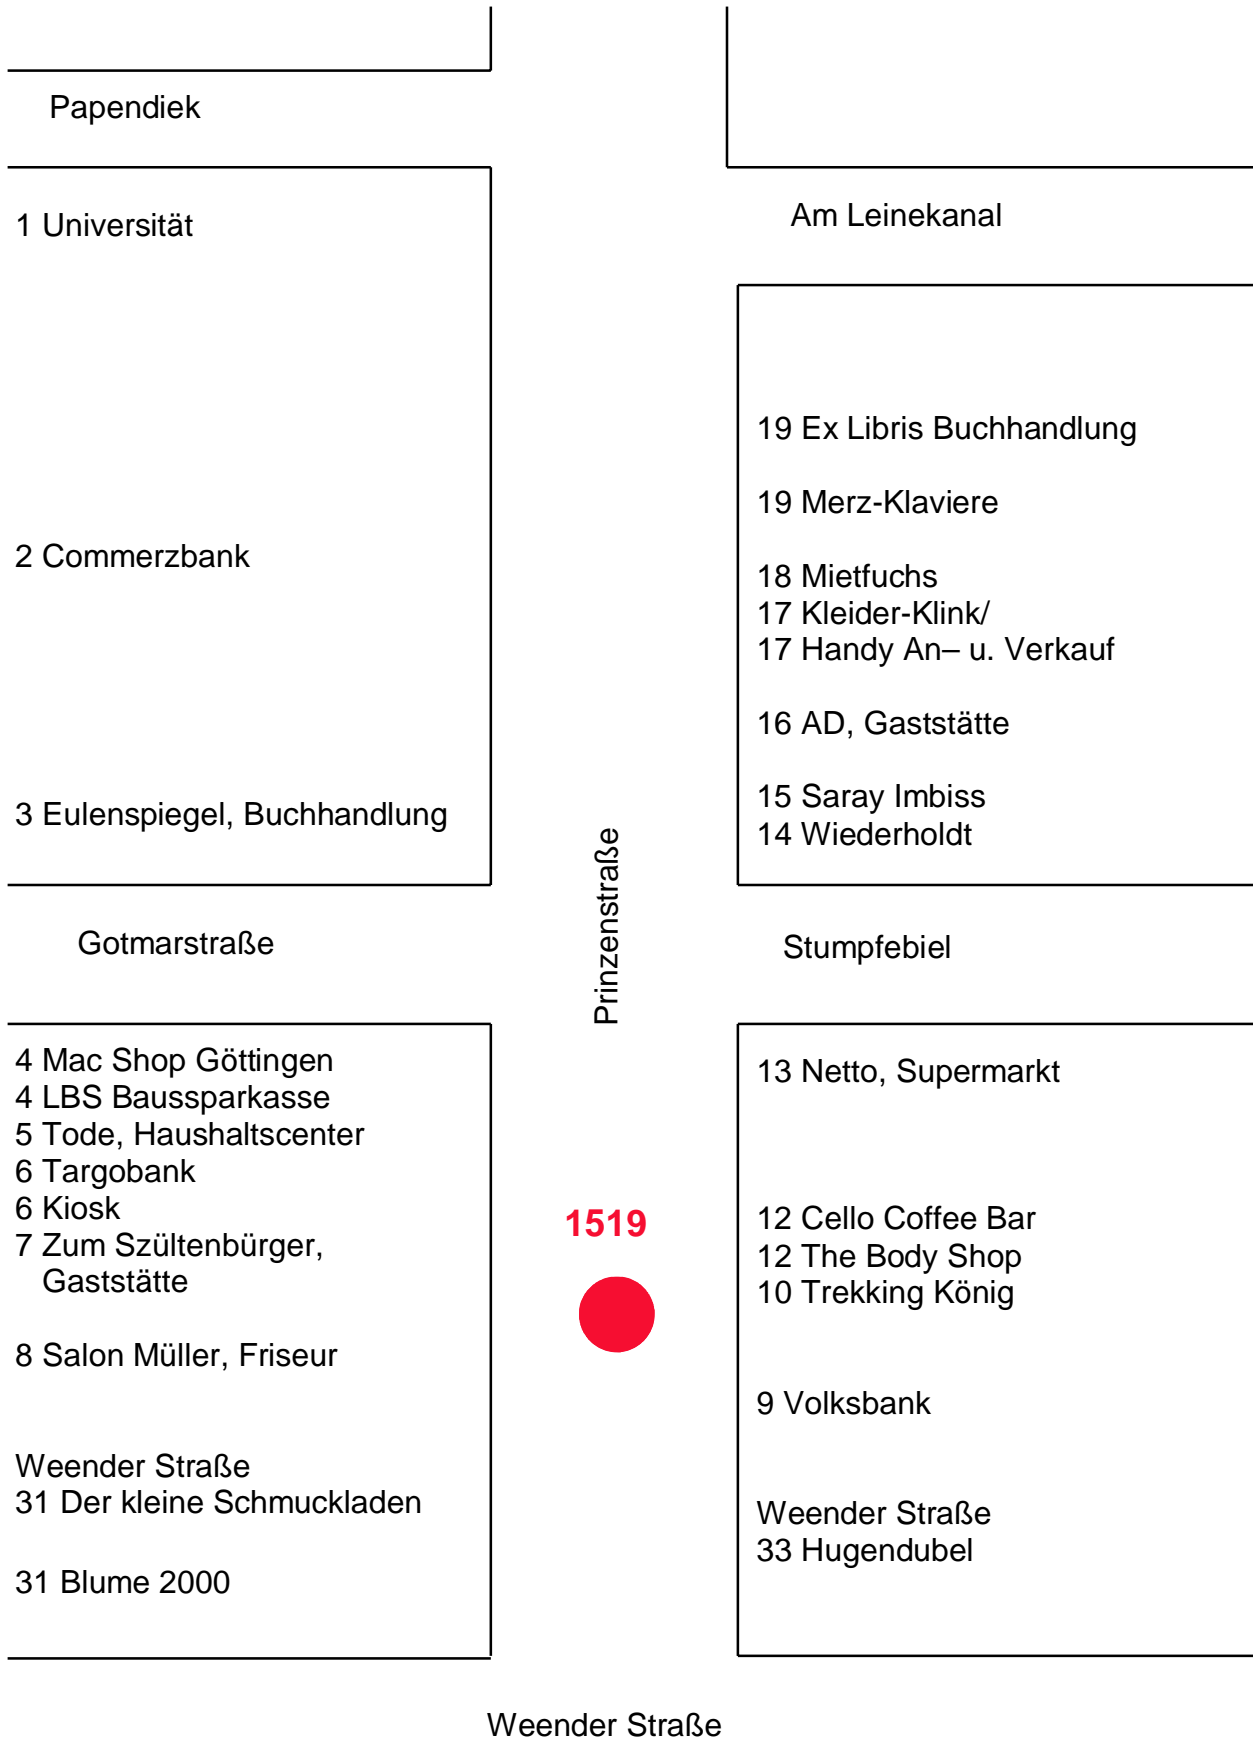 Papendiek
1 Universität
2 Commerzbank
3 Eulenspiegel, Buchhandlung
Gotmarstraße
4 Mac Shop Göttingen
4 LBS Baussparkasse
5 Tode, Haushaltscenter
6 Targobank
6 Kiosk
7 Zum Szültenbürger,
Gaststätte
8 Salon Müller, Friseur
Weender Straße
31 Der kleine Schmuckladen
31 Blume 2000
Prinzenstraße
1519
Am Leinekanal
19 Ex Libris Buchhandlung
19 Merz-Klaviere
18 Mietfuchs
17 Kleider-Klink/
17 Handy An– u. Verkauf
16 AD, Gaststätte
15 Saray Imbiss
14 Wiederholdt
Stumpfebiel
13 Netto, Supermarkt
12 Cello Coffee Bar
12 The Body Shop
10 Trekking König
9 Volksbank
Weender Straße
33 Hugendubel
Weender Straße